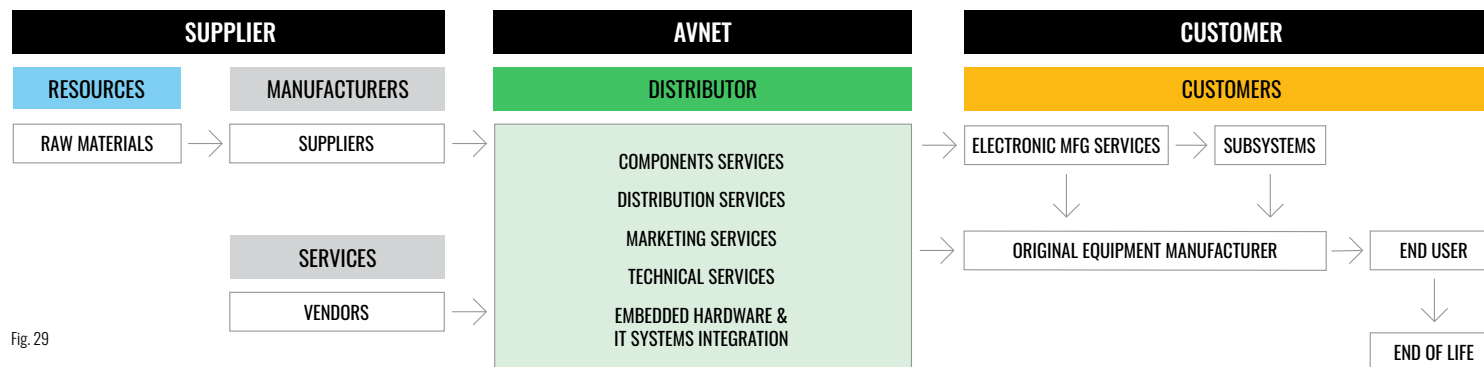 SUPPLIER
AVNET
CUSTOMER
RESOURCES
MANUFACTURERS
DISTRIBUTOR
CUSTOMERS
RAW MATERIALS
SUPPLIERS
COMPONENTS SERVICES
DISTRIBUTION SERVICES
MARKETING SERVICES
TECHNICAL SERVICES
EMBEDDED HARDWARE &
IT SYSTEMS INTEGRATION
ELECTRONIC MFG SERVICES
SUBSYSTEMS
ORIGINAL EQUIPMENT MANUFACTURER
END USER
SERVICES
VENDORS
END OF LIFE
Fig. 29